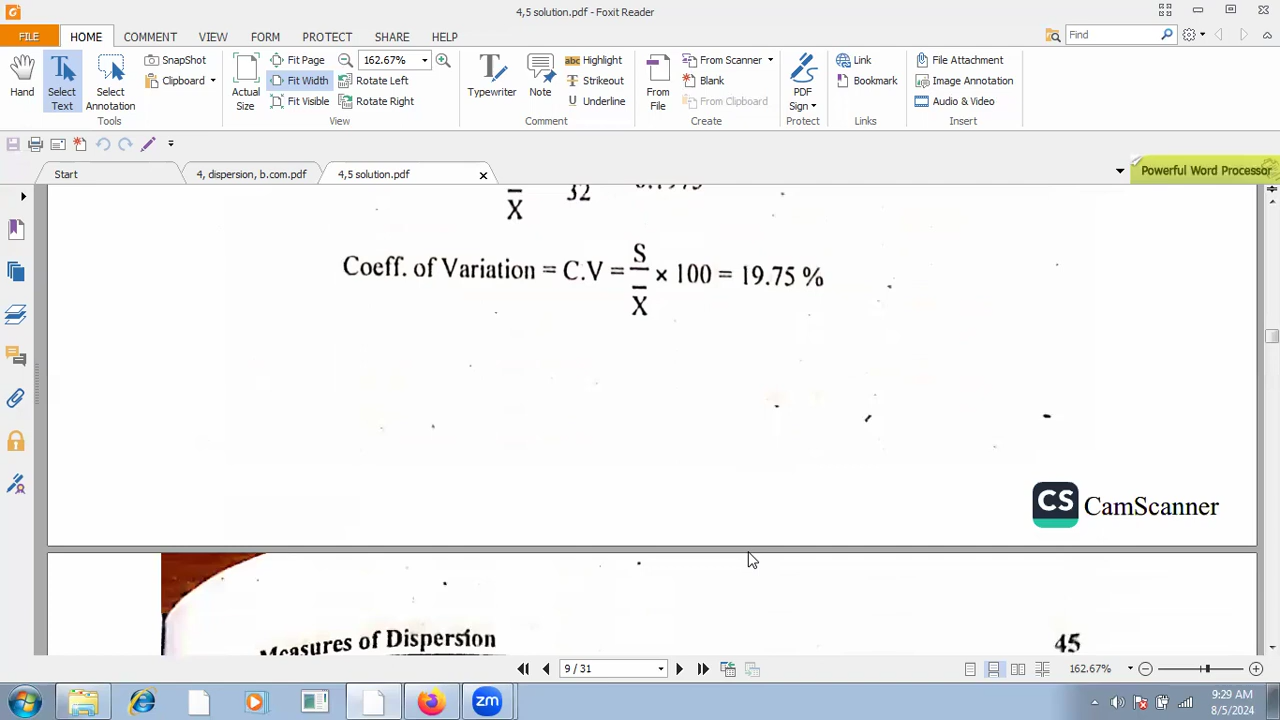 4,5 solution.pdf - Foxit Reader
FILE HOME COMMENT VIEW FORM PROTECT SHARE HELP
Find
Hand
Select Text
Select Annotation
SnapShot
Clipboard
Tools
Actual Size
Fit Page
Fit Width
Fit Visible
162.67%
Rotate Left
Rotate Right
View
Typewriter
Note
Highlight
Strikeout
Underline
Comment
From File
From Scanner
Blank
From Clipboard
Create
PDF Sign
Protect
Link
Bookmark
Links
File Attachment
Image Annotation
Audio & Video
Insert
Start
4, dispersion, b.com.pdf
4,5 solution.pdf
Powerful Word Processor
X̄ 32
Coeff. of Variation = C.V = S/X̄ × 100 = 19.75 %
CS CamScanner
Measures of Dispersion 45
9 / 31
162.67%
zm
9:29 AM
8/5/2024